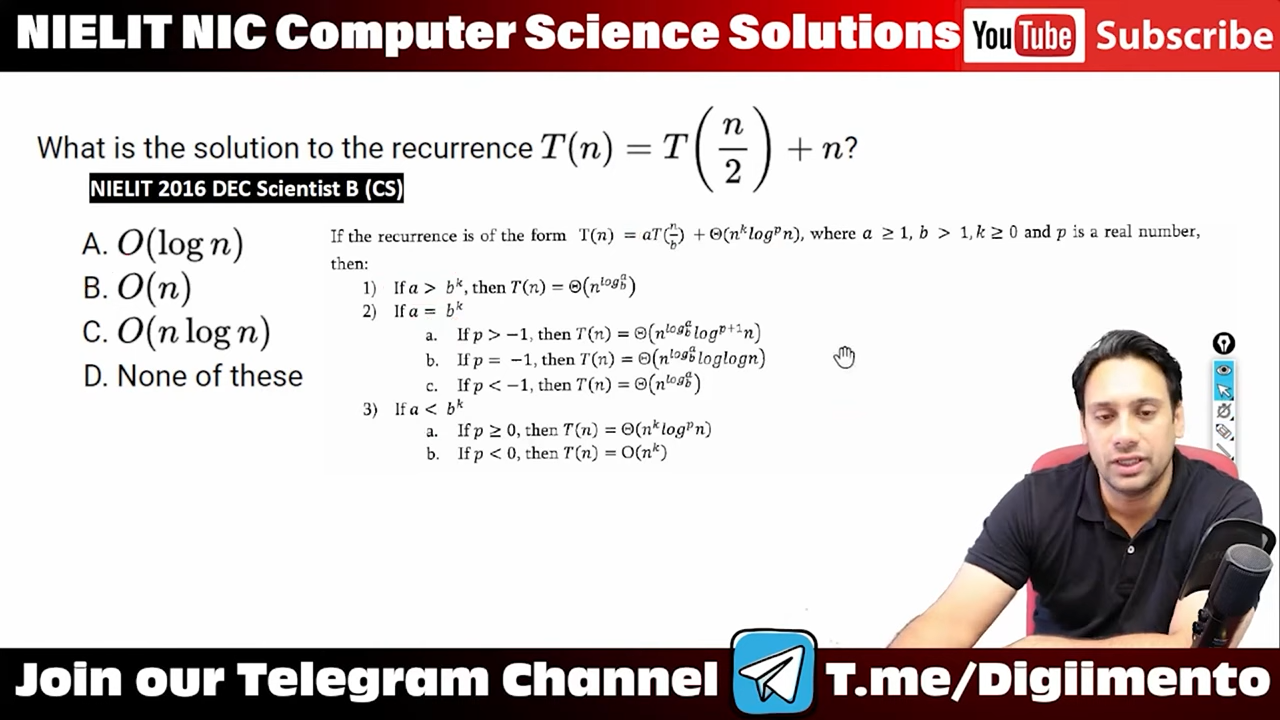 NIELIT NIC Computer Science Solutions YouTube Subscribe
What is the solution to the recurrence T(n) = T(n/2) + n?
NIELIT 2016 DEC Scientist B (CS)
A. O(log n)
B. O(n)
C. O(n log n)
D. None of these
If the recurrence is of the form T(n) = aT(n/b) + Θ(n^k log^p n), where a ≥ 1, b > 1, k ≥ 0 and p is a real number,
then:
1) If a > b^k, then T(n) = Θ(n^{log_b^a})
2) If a = b^k
a. If p > −1, then T(n) = Θ(n^{log_b^a} log^{p+1} n)
b. If p = −1, then T(n) = Θ(n^{log_b^a} loglogn)
c. If p < −1, then T(n) = Θ(n^{log_b^a})
3) If a < b^k
a. If p ≥ 0, then T(n) = Θ(n^k log^p n)
b. If p < 0, then T(n) = O(n^k)
Join our Telegram Channel T.me/Digiimento